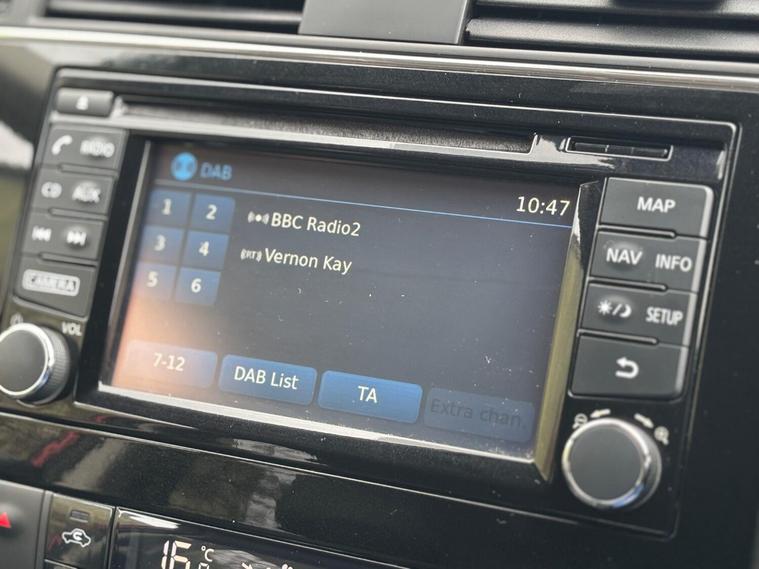 DAB
10:47
RADIO
CD AUX
CAMERA
VOL
1 2
3 4
5 6
7-12
BBC Radio2
Vernon Kay
DAB List
TA
Extra chan.
MAP
NAV INFO
SETUP
16 °C